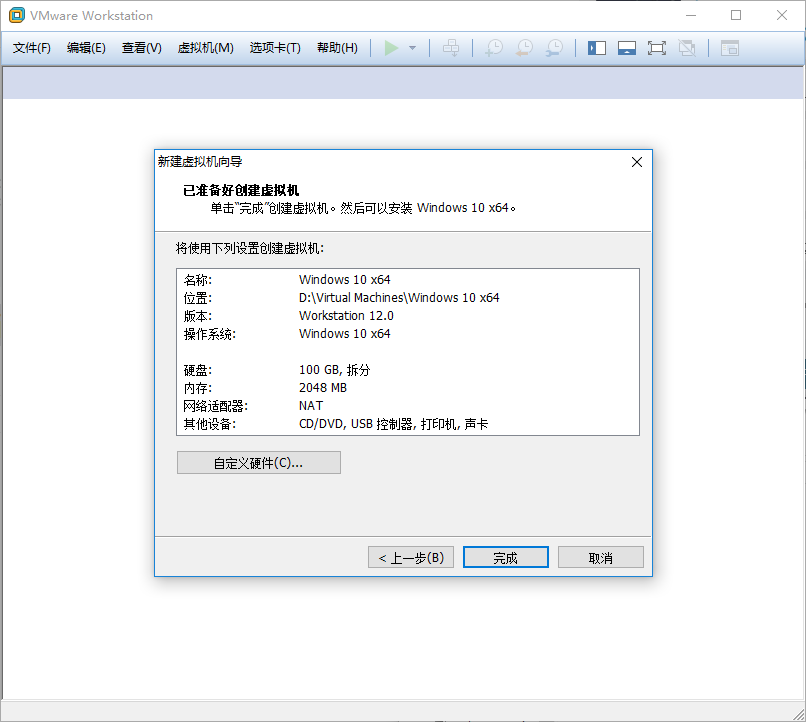 VMware Workstation
文件(F) 编辑(E) 查看(V) 虚拟机(M) 选项卡(T) 帮助(H)
新建虚拟机向导
已准备好创建虚拟机
单击“完成”创建虚拟机。然后可以安装 Windows 10 x64。
将使用下列设置创建虚拟机:
名称: Windows 10 x64
位置: D:\Virtual Machines\Windows 10 x64
版本: Workstation 12.0
操作系统: Windows 10 x64
硬盘: 100 GB, 拆分
内存: 2048 MB
网络适配器: NAT
其他设备: CD/DVD, USB 控制器, 打印机, 声卡
自定义硬件(C)...
< 上一步(B) 完成 取消